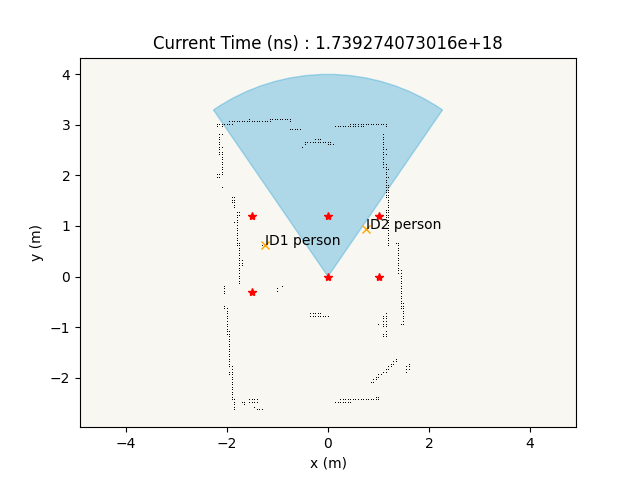 Current Time (ns) : 1.739274073016e+18
4
3
2
1
0
−1
−2
y (m)
ID2 person
ID1 person
−4
−2
0
2
4
x (m)